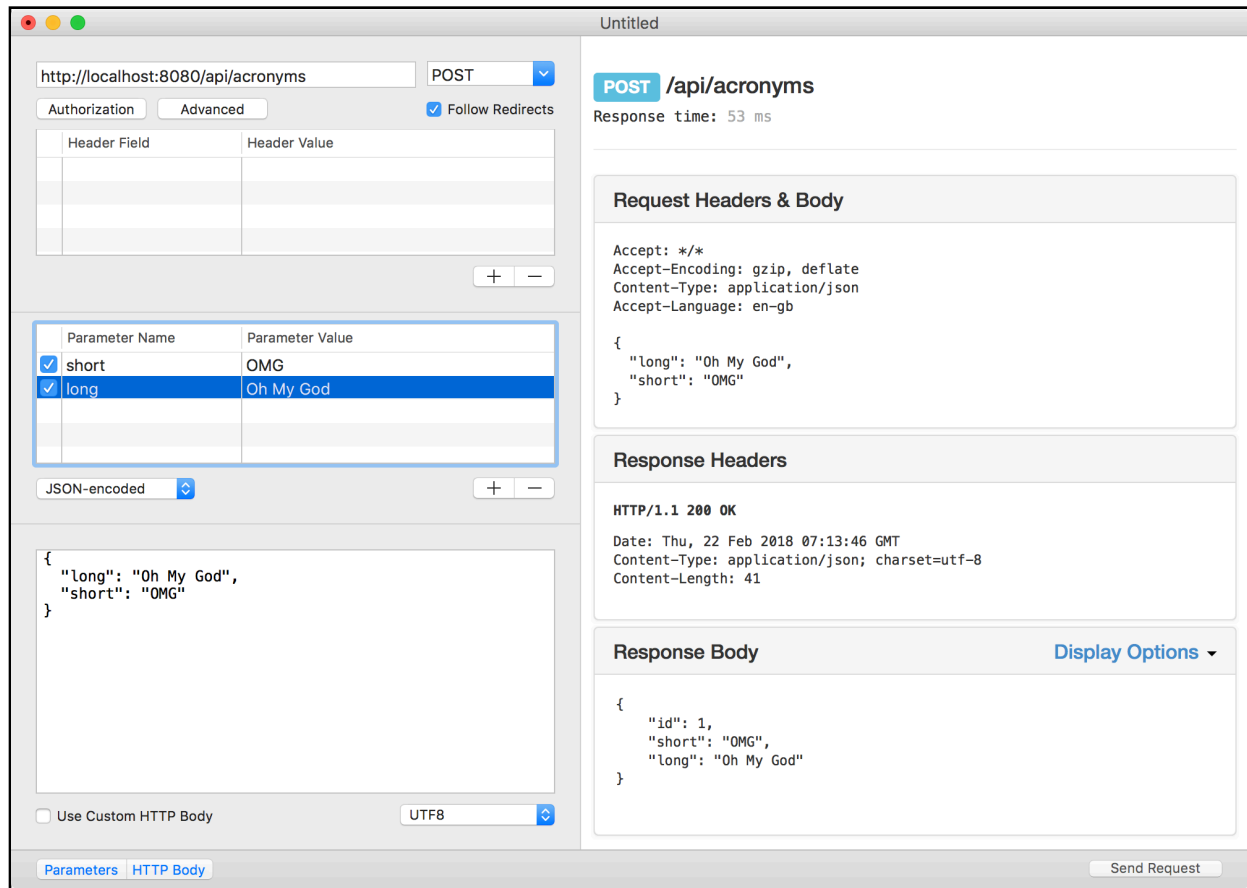 Untitled
http://localhost:8080/api/acronyms
POST
Authorization
Advanced
Follow Redirects
Header Field
Header Value
Parameter Name
Parameter Value
short
OMG
long
Oh My God
JSON-encoded
{
"long": "Oh My God",
"short": "OMG"
}
Use Custom HTTP Body
UTF8
Parameters
HTTP Body
POST /api/acronyms
Response time: 53 ms
Request Headers & Body
Accept: */*
Accept-Encoding: gzip, deflate
Content-Type: application/json
Accept-Language: en-gb
{
"long": "Oh My God",
"short": "OMG"
}
Response Headers
HTTP/1.1 200 OK
Date: Thu, 22 Feb 2018 07:13:46 GMT
Content-Type: application/json; charset=utf-8
Content-Length: 41
Response Body
Display Options
{
"id": 1,
"short": "OMG",
"long": "Oh My God"
}
Send Request